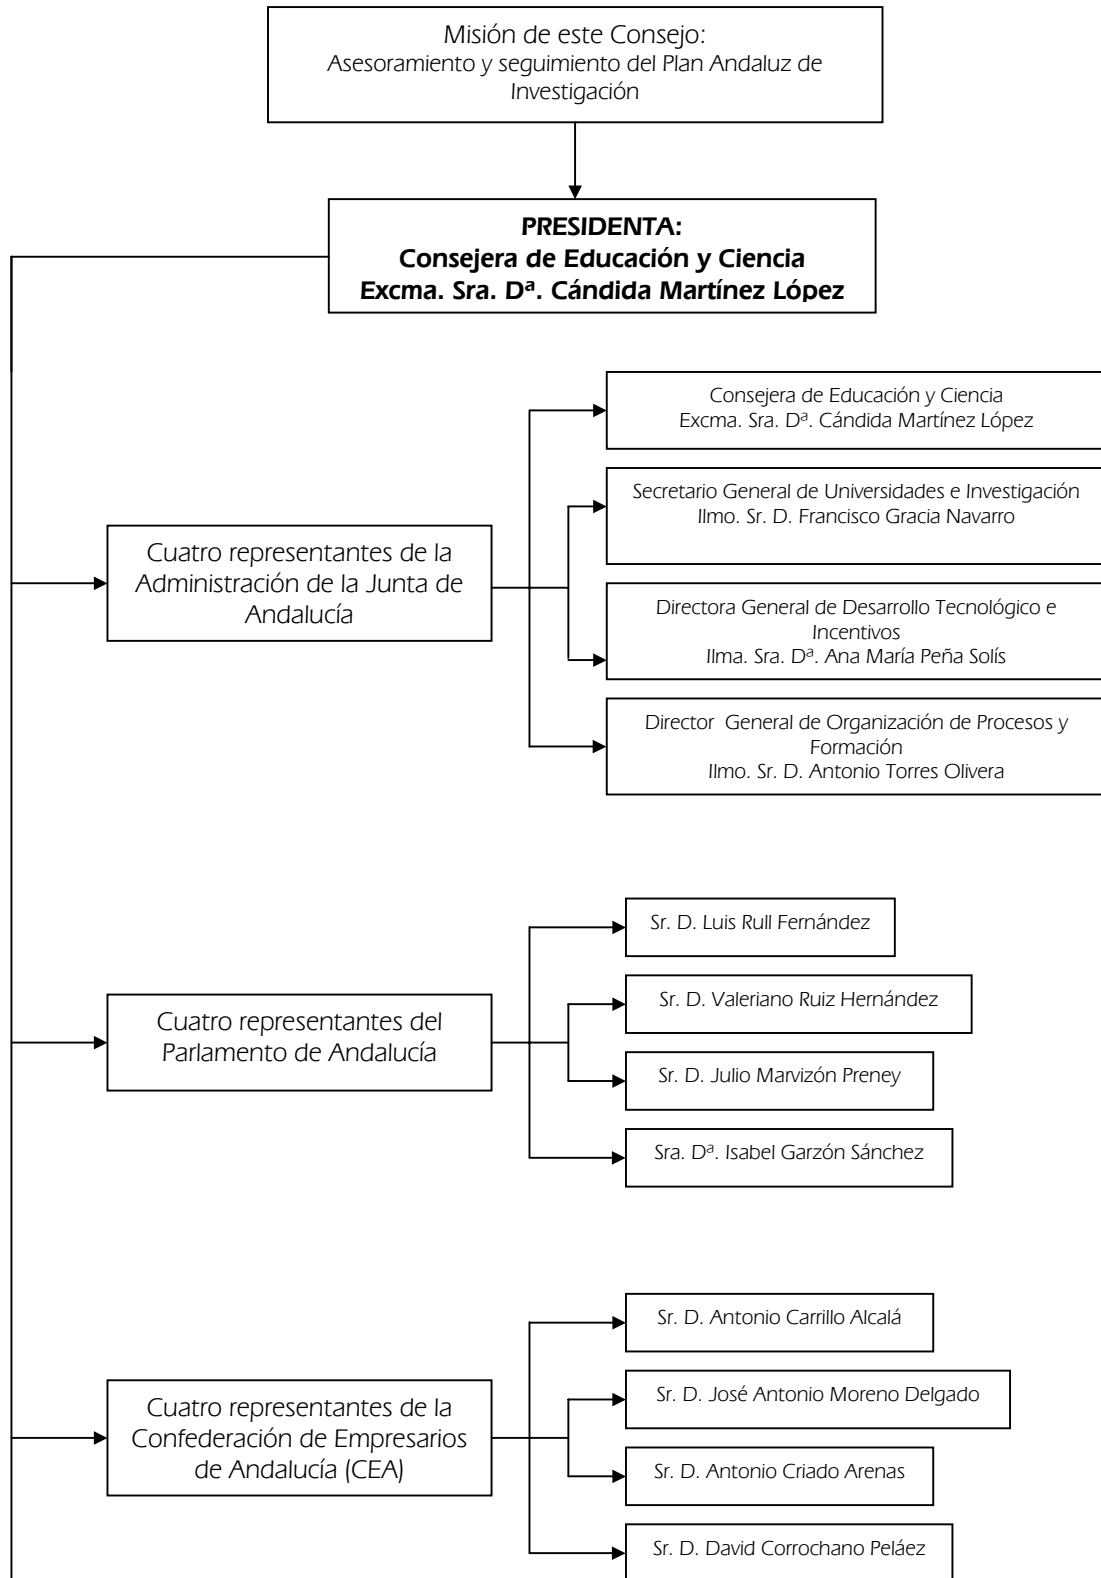 Misión de este Consejo:
Asesoramiento y seguimiento del Plan Andaluz de
Investigación
PRESIDENTA:
Consejera de Educación y Ciencia
Excma. Sra. Dª. Cándida Martínez López
Consejera de Educación y Ciencia
Excma. Sra. Dª. Cándida Martínez López
Secretario General de Universidades e Investigación
Ilmo. Sr. D. Francisco Gracia Navarro
Cuatro representantes de la
Administración de la Junta de
Andalucía
Directora General de Desarrollo Tecnológico e
Incentivos
Ilma. Sra. Dª. Ana María Peña Solís
Director General de Organización de Procesos y
Formación
Ilmo. Sr. D. Antonio Torres Olivera
Sr. D. Luis Rull Fernández
Sr. D. Valeriano Ruiz Hernández
Cuatro representantes del
Parlamento de Andalucía
Sr. D. Julio Marvizón Preney
Sra. Dª. Isabel Garzón Sánchez
Sr. D. Antonio Carrillo Alcalá
Sr. D. José Antonio Moreno Delgado
Cuatro representantes de la
Confederación de Empresarios
de Andalucía (CEA)
Sr. D. Antonio Criado Arenas
Sr. D. David Corrochano Peláez